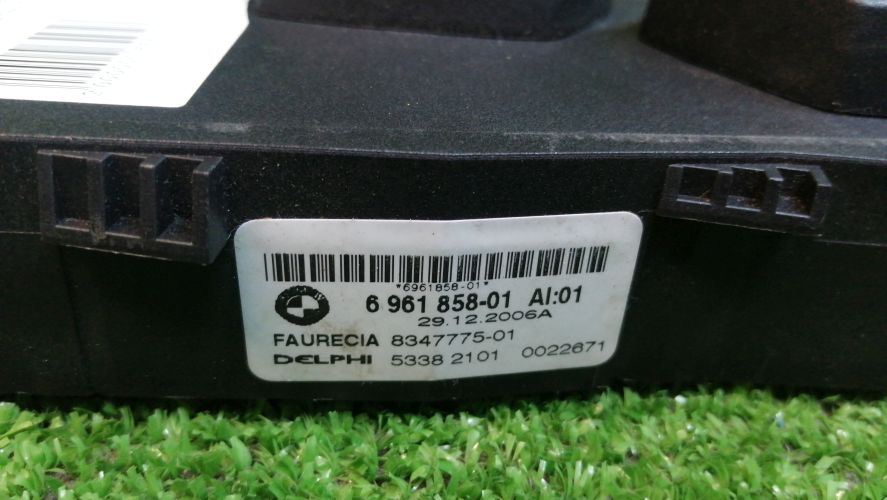 *6961858-01*
6 961 858-01 AI:01
29.12.2006A
FAURECIA 8347775-01
DELPHI 5338 2101 0022671